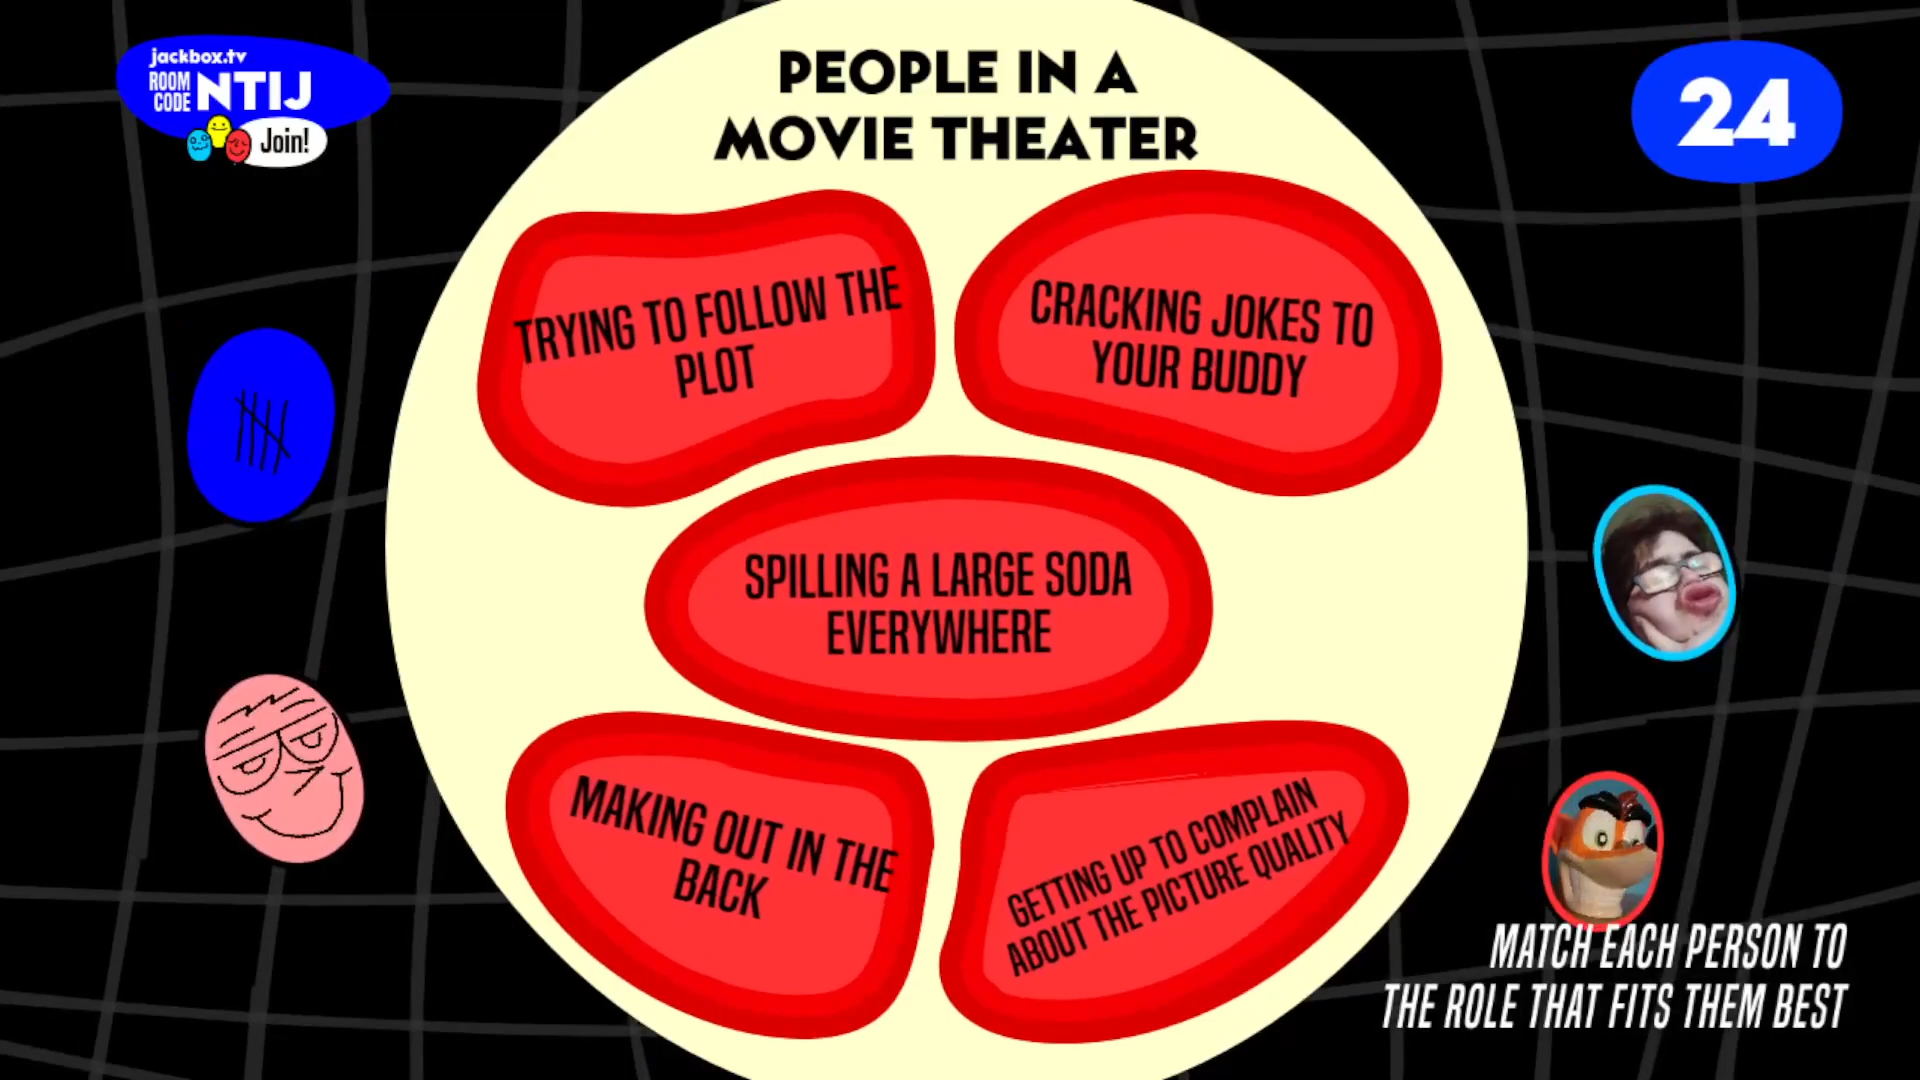 jackbox.tv
ROOM
CODE NTIJ
Join!
24
PEOPLE IN A
MOVIE THEATER
TRYING TO FOLLOW THE
PLOT
CRACKING JOKES TO
YOUR BUDDY
SPILLING A LARGE SODA
EVERYWHERE
MAKING OUT IN THE
BACK
GETTING UP TO COMPLAIN
ABOUT THE PICTURE QUALITY
MATCH EACH PERSON TO
THE ROLE THAT FITS THEM BEST